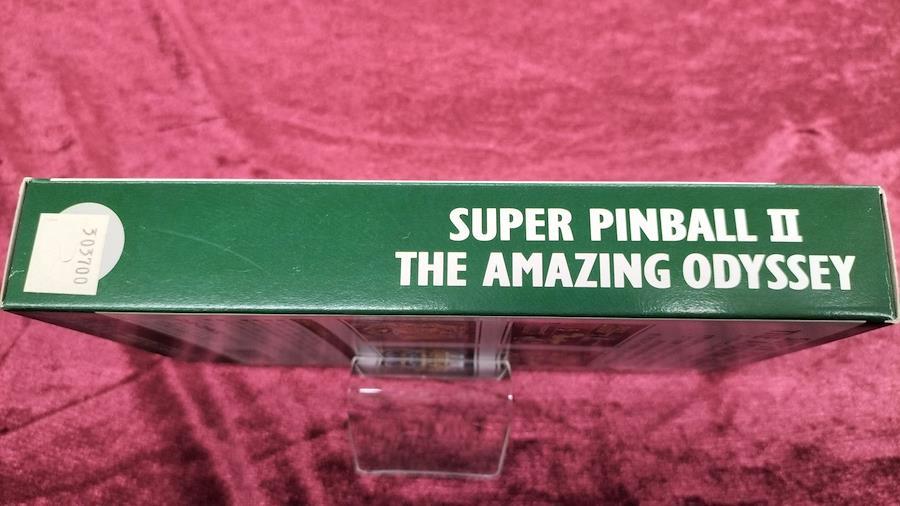 SUPER PINBALL II
THE AMAZING ODYSSEY
303700